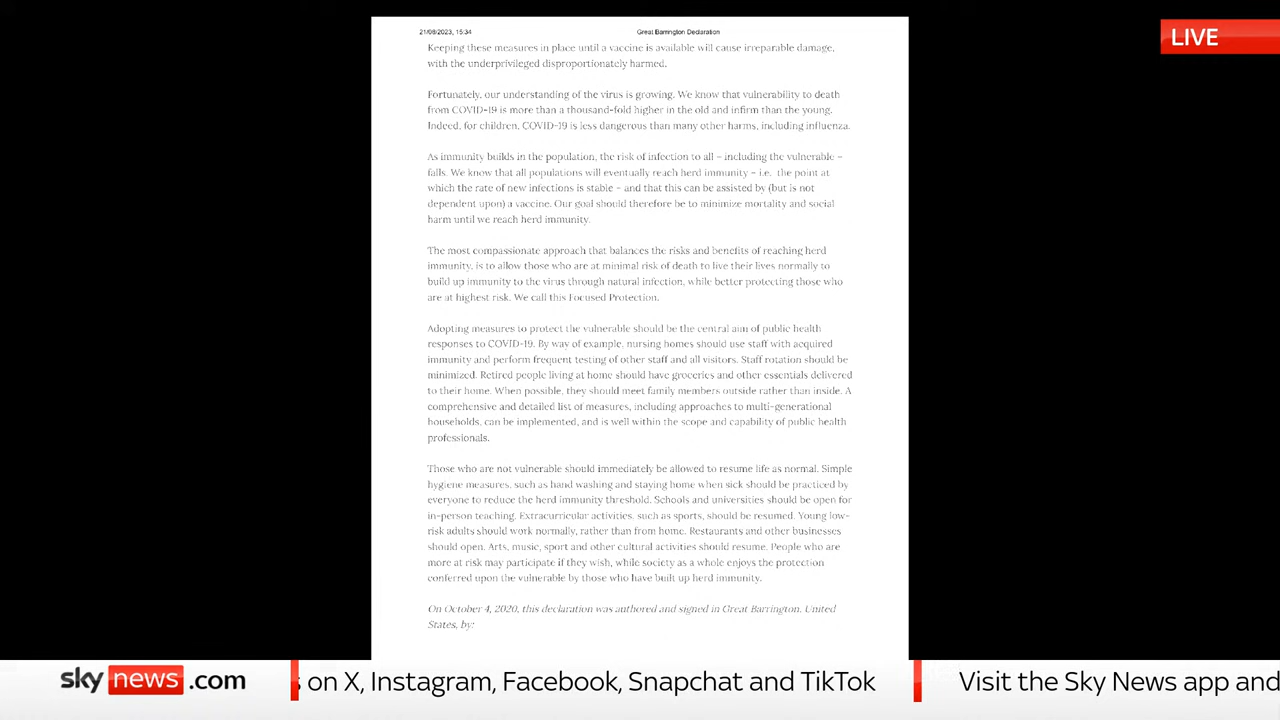 21/08/2023, 15:34 Great Barrington Declaration
LIVE
Keeping these measures in place until a vaccine is available will cause irreparable damage,
with the underprivileged disproportionately harmed.
Fortunately, our understanding of the virus is growing. We know that vulnerability to death
from COVID-19 is more than a thousand-fold higher in the old and infirm than the young.
Indeed, for children, COVID-19 is less dangerous than many other harms, including influenza.
As immunity builds in the population, the risk of infection to all – including the vulnerable –
falls. We know that all populations will eventually reach herd immunity – i.e. the point at
which the rate of new infections is stable – and that this can be assisted by (but is not
dependent upon) a vaccine. Our goal should therefore be to minimize mortality and social
harm until we reach herd immunity.
The most compassionate approach that balances the risks and benefits of reaching herd
immunity, is to allow those who are at minimal risk of death to live their lives normally to
build up immunity to the virus through natural infection, while better protecting those who
are at highest risk. We call this Focused Protection.
Adopting measures to protect the vulnerable should be the central aim of public health
responses to COVID-19. By way of example, nursing homes should use staff with acquired
immunity and perform frequent testing of other staff and all visitors. Staff rotation should be
minimized. Retired people living at home should have groceries and other essentials delivered
to their home. When possible, they should meet family members outside rather than inside. A
comprehensive and detailed list of measures, including approaches to multi-generational
households, can be implemented, and is well within the scope and capability of public health
professionals.
Those who are not vulnerable should immediately be allowed to resume life as normal. Simple
hygiene measures, such as hand washing and staying home when sick should be practiced by
everyone to reduce the herd immunity threshold. Schools and universities should be open for
in-person teaching. Extracurricular activities, such as sports, should be resumed. Young low-
risk adults should work normally, rather than from home. Restaurants and other businesses
should open. Arts, music, sport and other cultural activities should resume. People who are
more at risk may participate if they wish, while society as a whole enjoys the protection
conferred upon the vulnerable by those who have built up herd immunity.
On October 4, 2020, this declaration was authored and signed in Great Barrington, United
States, by:
sky news .com s on X, Instagram, Facebook, Snapchat and TikTok Visit the Sky News app and